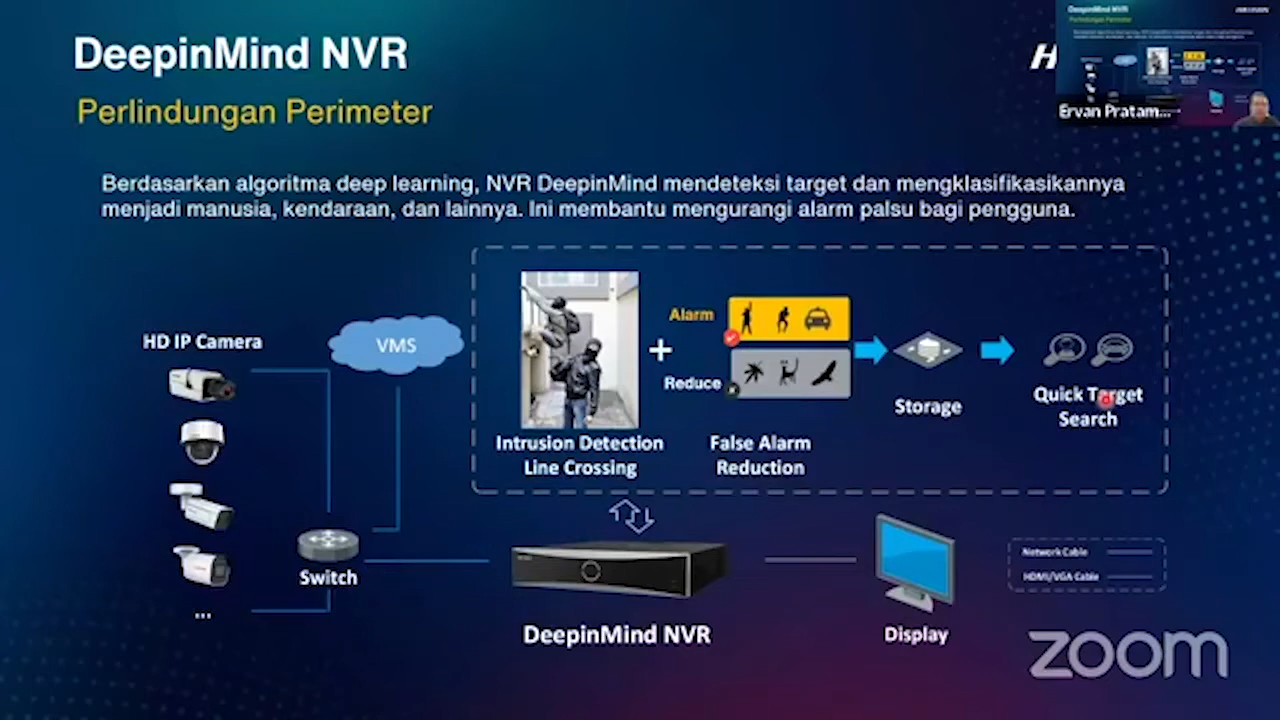 DeepinMind NVR
Perlindungan Perimeter
H
Ervan Pratam...
Berdasarkan algoritma deep learning, NVR DeepinMind mendeteksi target dan mengklasifikasikannya
menjadi manusia, kendaraan, dan lainnya. Ini membantu mengurangi alarm palsu bagi pengguna.
HD IP Camera
VMS
Alarm
Reduce
Intrusion Detection
Line Crossing
False Alarm
Reduction
Storage
Quick Target
Search
Switch
...
DeepinMind NVR
Display
Network Cable
HDMI/VGA Cable
zoom